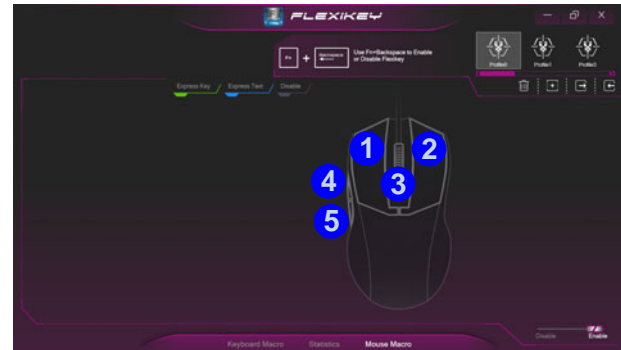 FLEXIKEY
Fn + Backspace
Use Fn+Backspace to Enable
or Disable Flexikey
Profile0 Profile1 Profile2
Express Key Express Text Disable
1 2
3
4
5
Disable Enable
Keyboard Macro Statistics Mouse Macro